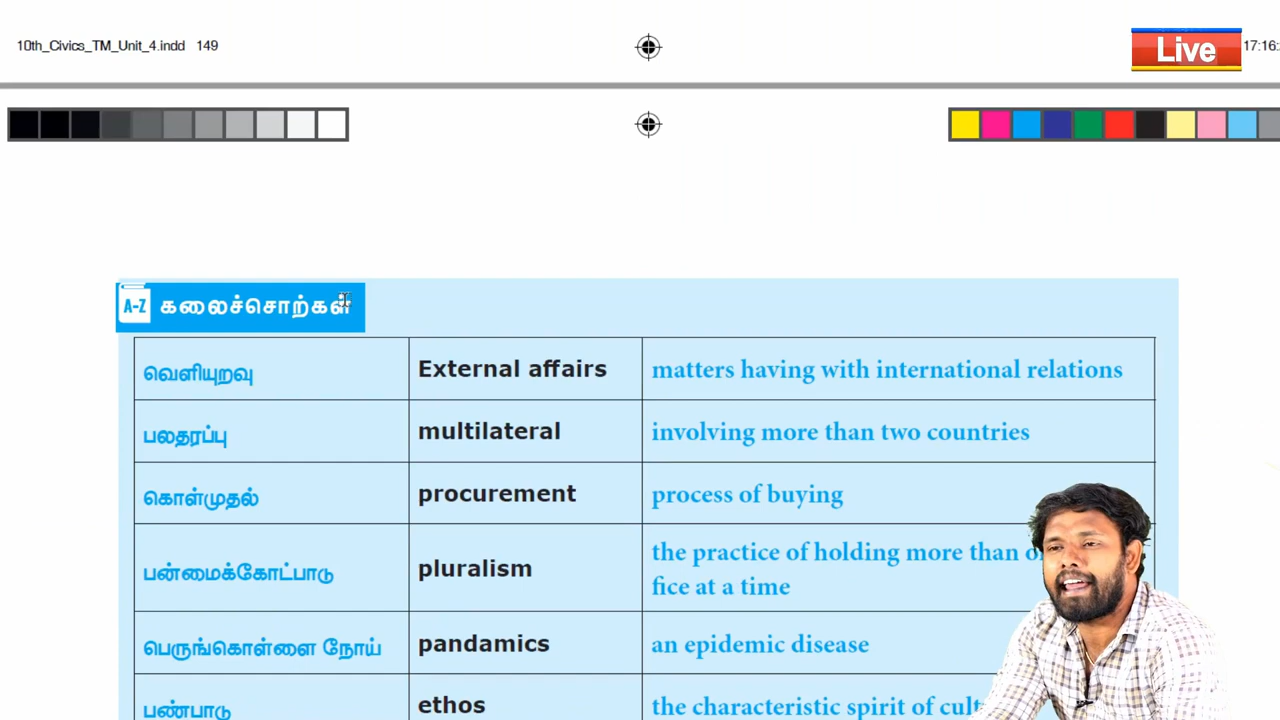 10th_Civics_TM_Unit_4.indd 149
Live
17:16:
A-Z கலைச்சொற்கள்
வெளியுறவு External affairs matters having with international relations
பலதரப்பு multilateral involving more than two countries
கொள்முதல் procurement process of buying
பன்மைக்கோட்பாடு pluralism the practice of holding more than
fice at a time
பெருங்கொள்ளை நோய் pandamics an epidemic disease
பண்பாடு ethos the characteristic spirit of